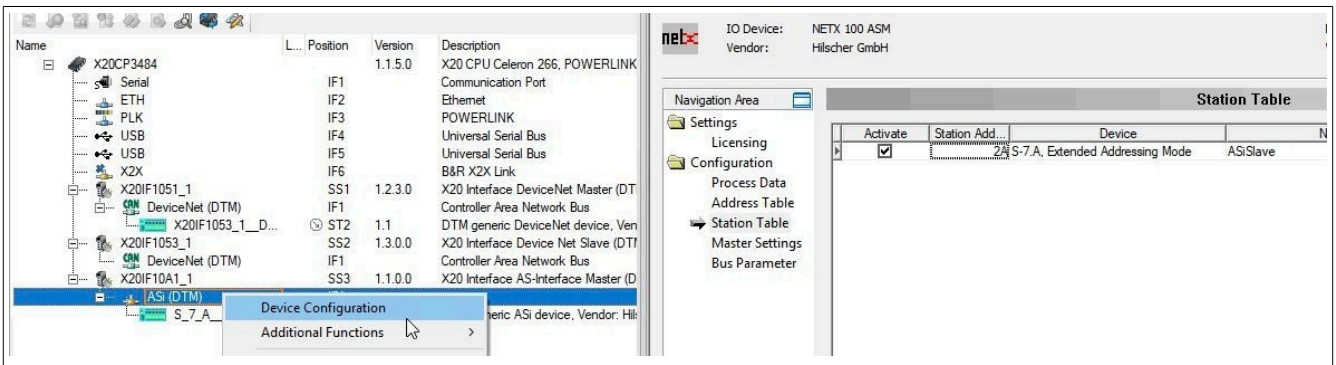 Name L... Position Version Description
X20CP3484 1.1.5.0 X20 CPU Celeron 266, POWERLINK
Serial IF1 Communication Port
ETH IF2 Ethernet
PLK IF3 POWERLINK
USB IF4 Universal Serial Bus
USB IF5 Universal Serial Bus
X2X IF6 B&R X2X Link
X20IF1051_1 SS1 1.2.3.0 X20 Interface DeviceNet Master (DT
CAN DeviceNet (DTM) IF1 Controller Area Network Bus
X20IF1053_1__D... ST2 1.1 DTM generic DeviceNet device, Ven
X20IF1053_1 SS2 1.3.0.0 X20 Interface Device Net Slave (DTM
CAN DeviceNet (DTM) IF1 Controller Area Network Bus
X20IF10A1_1 SS3 1.1.0.0 X20 Interface AS-Interface Master (D
ASi (DTM)
S_7_A_ neric ASi device, Vendor: Hil
Device Configuration
Additional Functions
netx
IO Device: NETX 100 ASM
Vendor: Hilscher GmbH
Navigation Area
Settings
Licensing
Configuration
Process Data
Address Table
Station Table
Master Settings
Bus Parameter
Station Table
Activate Station Add... Device N
2A S-7.A, Extended Addressing Mode ASiSlave